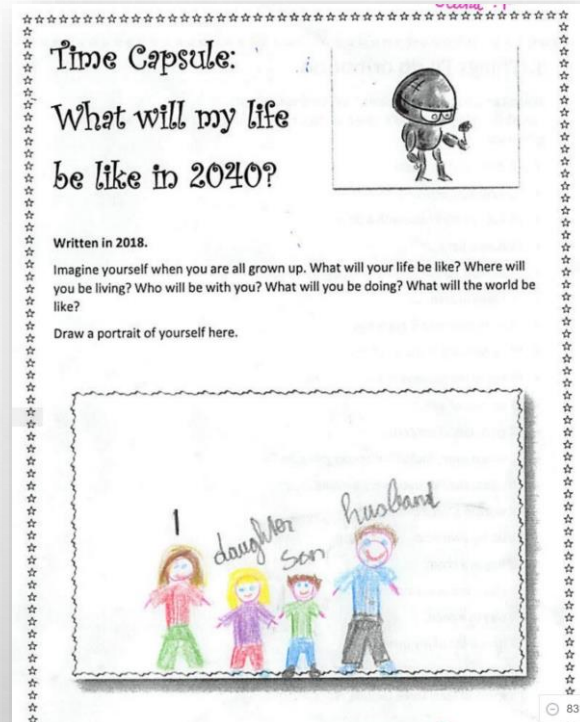 Time Capsule:
What will my life
be like in 2040?
Written in 2018.
Imagine yourself when you are all grown up. What will your life be like? Where will
you be living? Who will be with you? What will you be doing? What will the world be
like?
Draw a portrait of yourself here.
I
daughter
son
husband
83